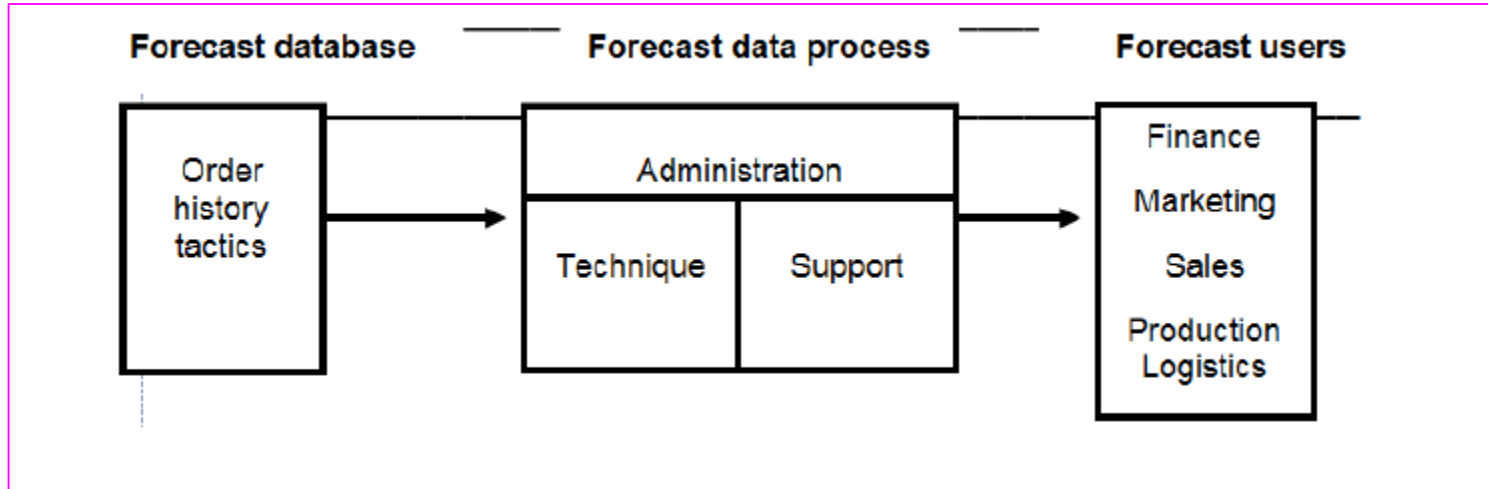 Forecast database
Forecast data process
Forecast users
Order
history
tactics
Administration
Technique
Support
Finance
Marketing
Sales
Production
Logistics